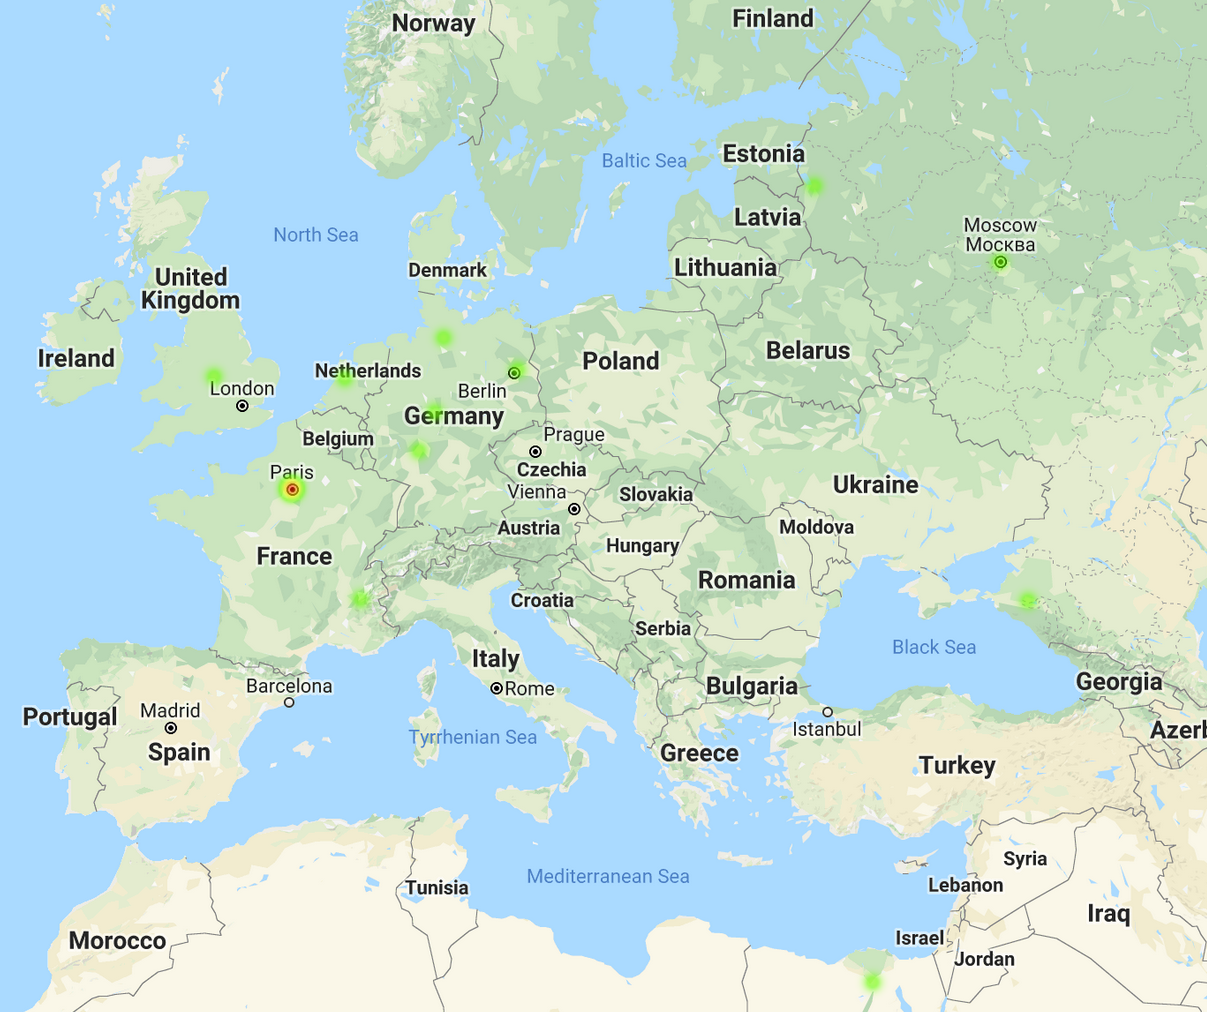 Norway
Finland
Estonia
Baltic Sea
Latvia
Moscow
Москва
North Sea
Denmark
Lithuania
United
Kingdom
Ireland
Netherlands
Poland
Belarus
London
Berlin
Germany
Belgium
Prague
Czechia
Paris
Vienna
Slovakia
Ukraine
Austria
Moldova
Hungary
France
Romania
Croatia
Serbia
Black Sea
Italy
Georgia
Barcelona
Rome
Bulgaria
Portugal
Madrid
Istanbul
Azerb
Spain
Tyrrhenian Sea
Greece
Turkey
Syria
Mediterranean Sea
Tunisia
Lebanon
Iraq
Morocco
Israel
Jordan